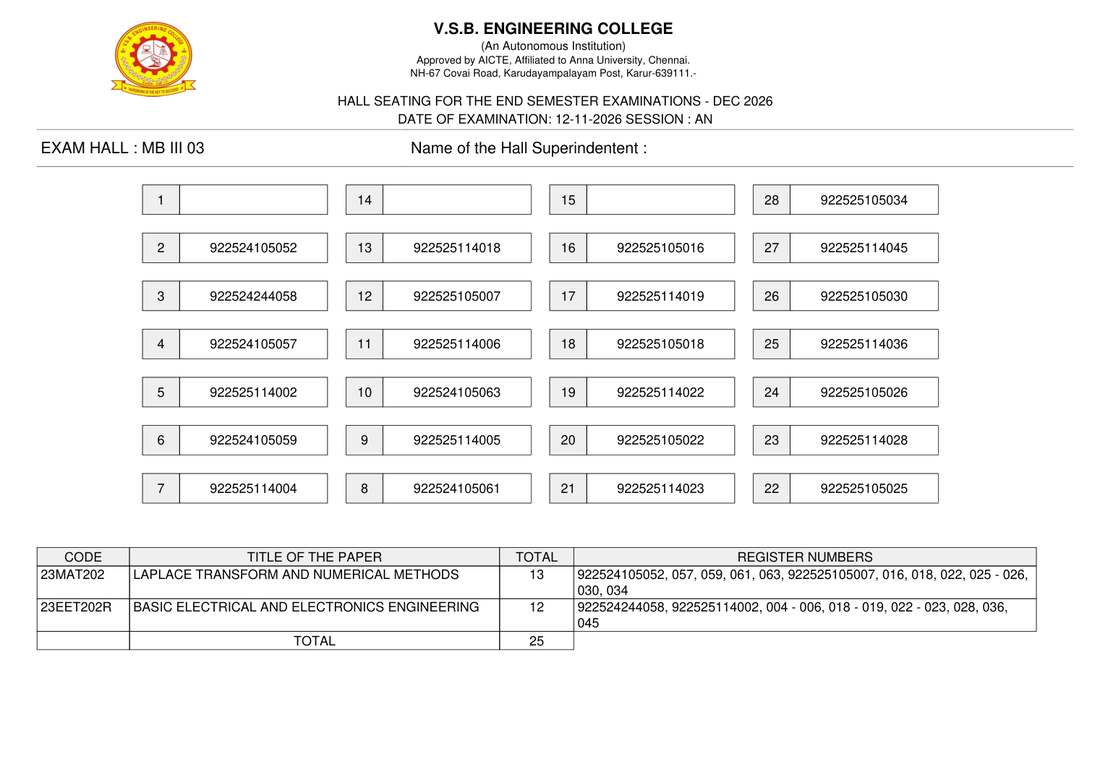 V.S.B. ENGINEERING COLLEGE
(An Autonomous Institution)
Approved by AICTE, Affiliated to Anna University, Chennai.
NH-67 Covai Road, Karudayampalayam Post, Karur-639111.-
HALL SEATING FOR THE END SEMESTER EXAMINATIONS - DEC 2026
DATE OF EXAMINATION: 12-11-2026 SESSION : AN
EXAM HALL : MB III 03 Name of the Hall Superindentent :
1 14 15 28 922525105034
2 922524105052 13 922525114018 16 922525105016 27 922525114045
3 922524244058 12 922525105007 17 922525114019 26 922525105030
4 922524105057 11 922525114006 18 922525105018 25 922525114036
5 922525114002 10 922524105063 19 922525114022 24 922525105026
6 922524105059 9 922525114005 20 922525105022 23 922525114028
7 922525114004 8 922524105061 21 922525114023 22 922525105025
CODE TITLE OF THE PAPER TOTAL REGISTER NUMBERS
23MAT202 LAPLACE TRANSFORM AND NUMERICAL METHODS 13 922524105052, 057, 059, 061, 063, 922525105007, 016, 018, 022, 025 - 026,
030, 034
23EET202R BASIC ELECTRICAL AND ELECTRONICS ENGINEERING 12 922524244058, 922525114002, 004 - 006, 018 - 019, 022 - 023, 028, 036,
045
TOTAL 25